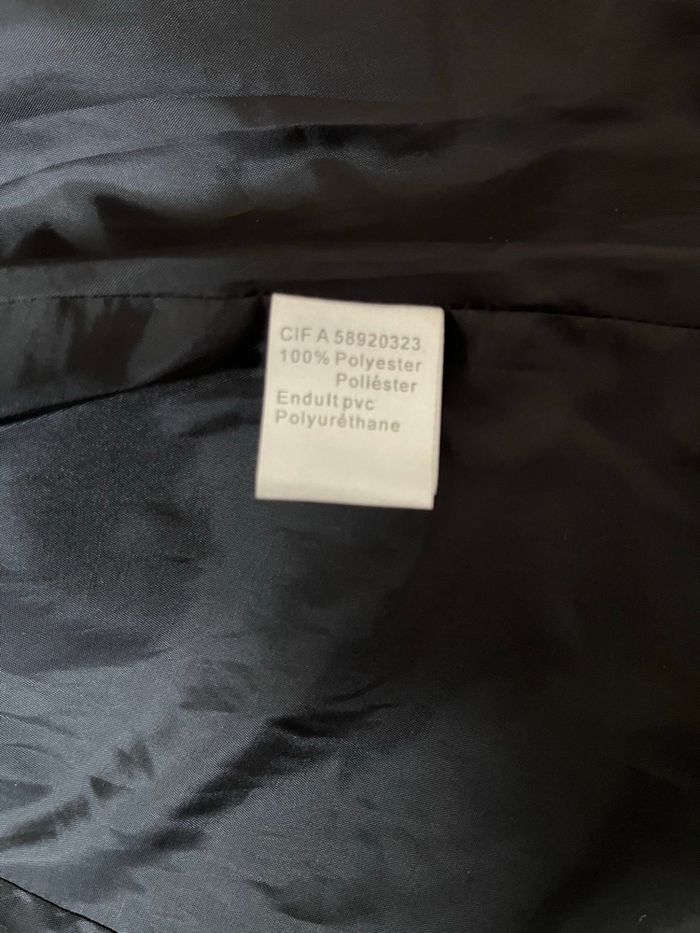 CIF A 58920323
100% Polyester
Poliéster
Enduit pvc
Polyuréthane